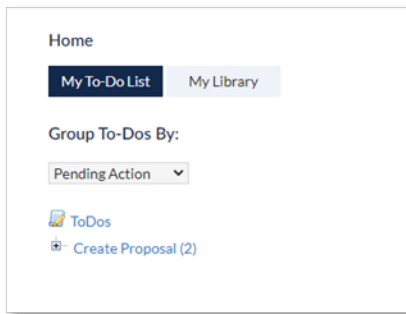 Home
My To-Do List My Library
Group To-Dos By:
Pending Action
ToDos
Create Proposal (2)